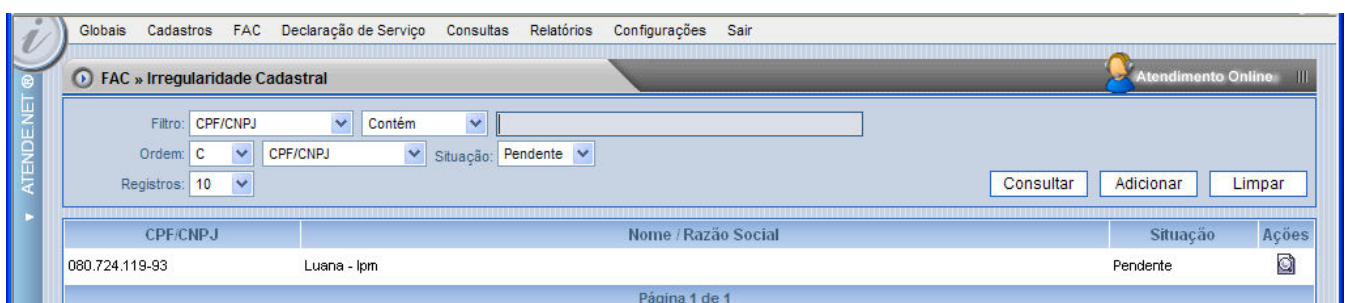 Globais Cadastros FAC Declaração de Serviço Consultas Relatórios Configurações Sair
FAC » Irregularidade Cadastral
Atendimento Online
ATENDE.NET @
Filtro: CPF/CNPJ Contém
Ordem: C CPF/CNPJ Situação: Pendente
Registros: 10 Consultar Adicionar Limpar
CPF/CNPJ Nome / Razão Social Situação Ações
080.724.119-93 Luana - Ipm Pendente
Página 1 de 1